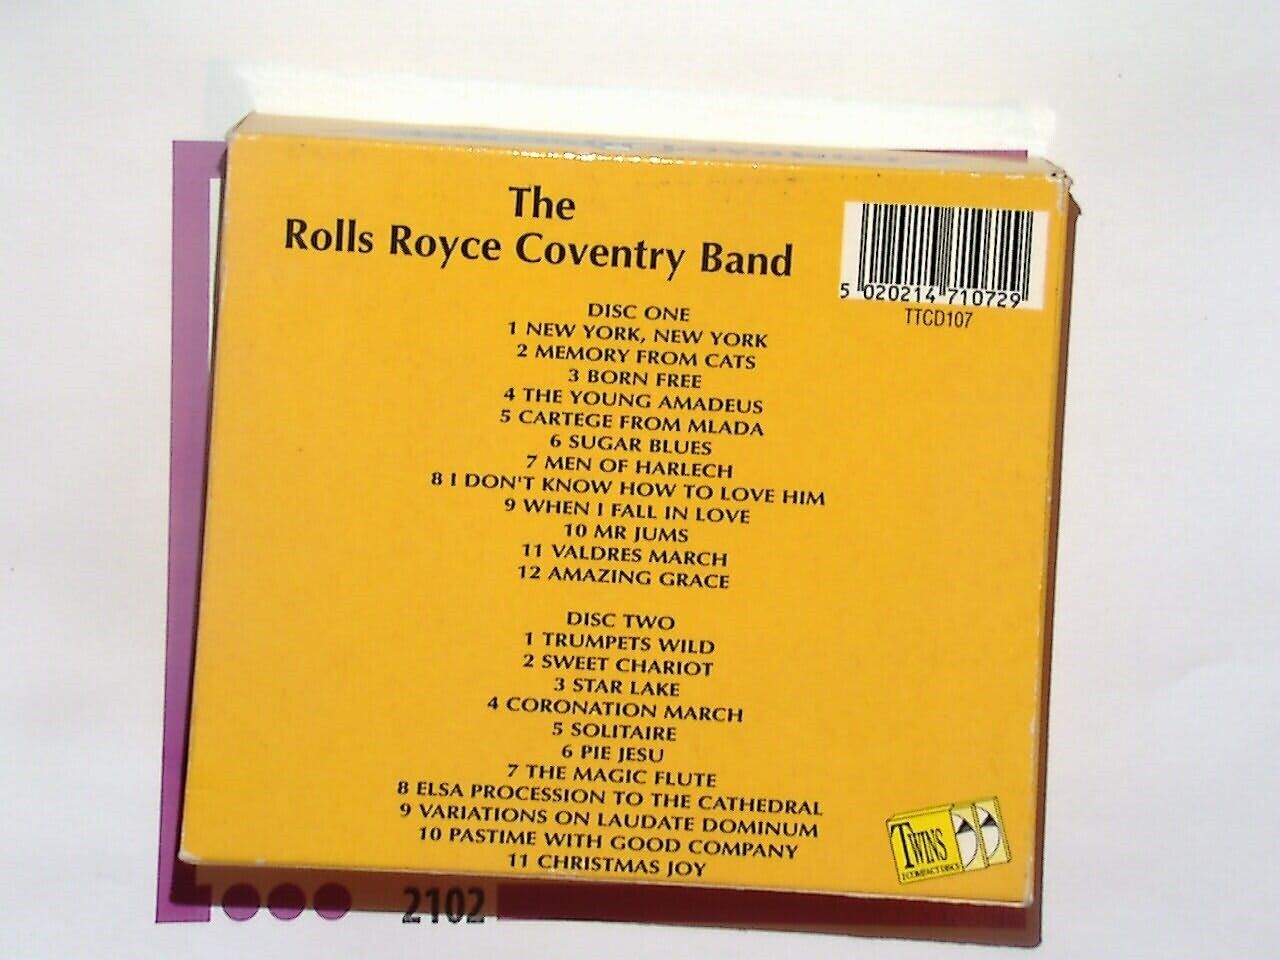 The
Rolls Royce Coventry Band
5 020214 710729
TTCD107
DISC ONE
1 NEW YORK, NEW YORK
2 MEMORY FROM CATS
3 BORN FREE
4 THE YOUNG AMADEUS
5 CARTEGE FROM MLADA
6 SUGAR BLUES
7 MEN OF HARLECH
8 I DON'T KNOW HOW TO LOVE HIM
9 WHEN I FALL IN LOVE
10 MR JUMS
11 VALDRES MARCH
12 AMAZING GRACE
DISC TWO
1 TRUMPETS WILD
2 SWEET CHARIOT
3 STAR LAKE
4 CORONATION MARCH
5 SOLITAIRE
6 PIE JESU
7 THE MAGIC FLUTE
8 ELSA PROCESSION TO THE CATHEDRAL
9 VARIATIONS ON LAUDATE DOMINUM
10 PASTIME WITH GOOD COMPANY
11 CHRISTMAS JOY
TWINS
2 COMPACT DISCS
2102